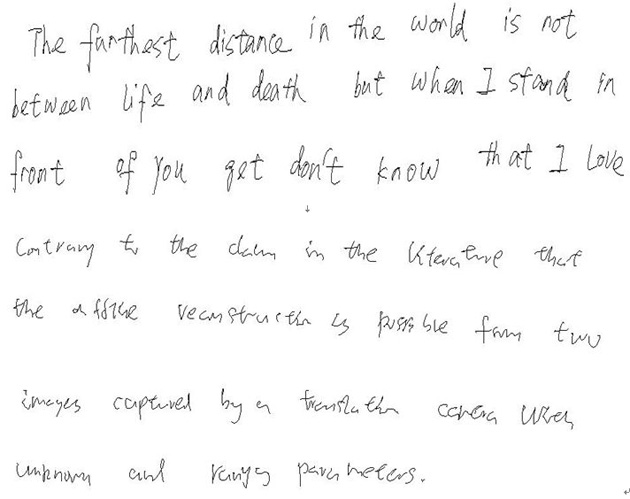 The farthest distance in the world is not
between life and death but when I stand in
front of you get don't know that I Love
Contrary to the claim in the literature that
the affine reconstruction is possible from two
images captured by a translation camera with
unknown and varying parameters.